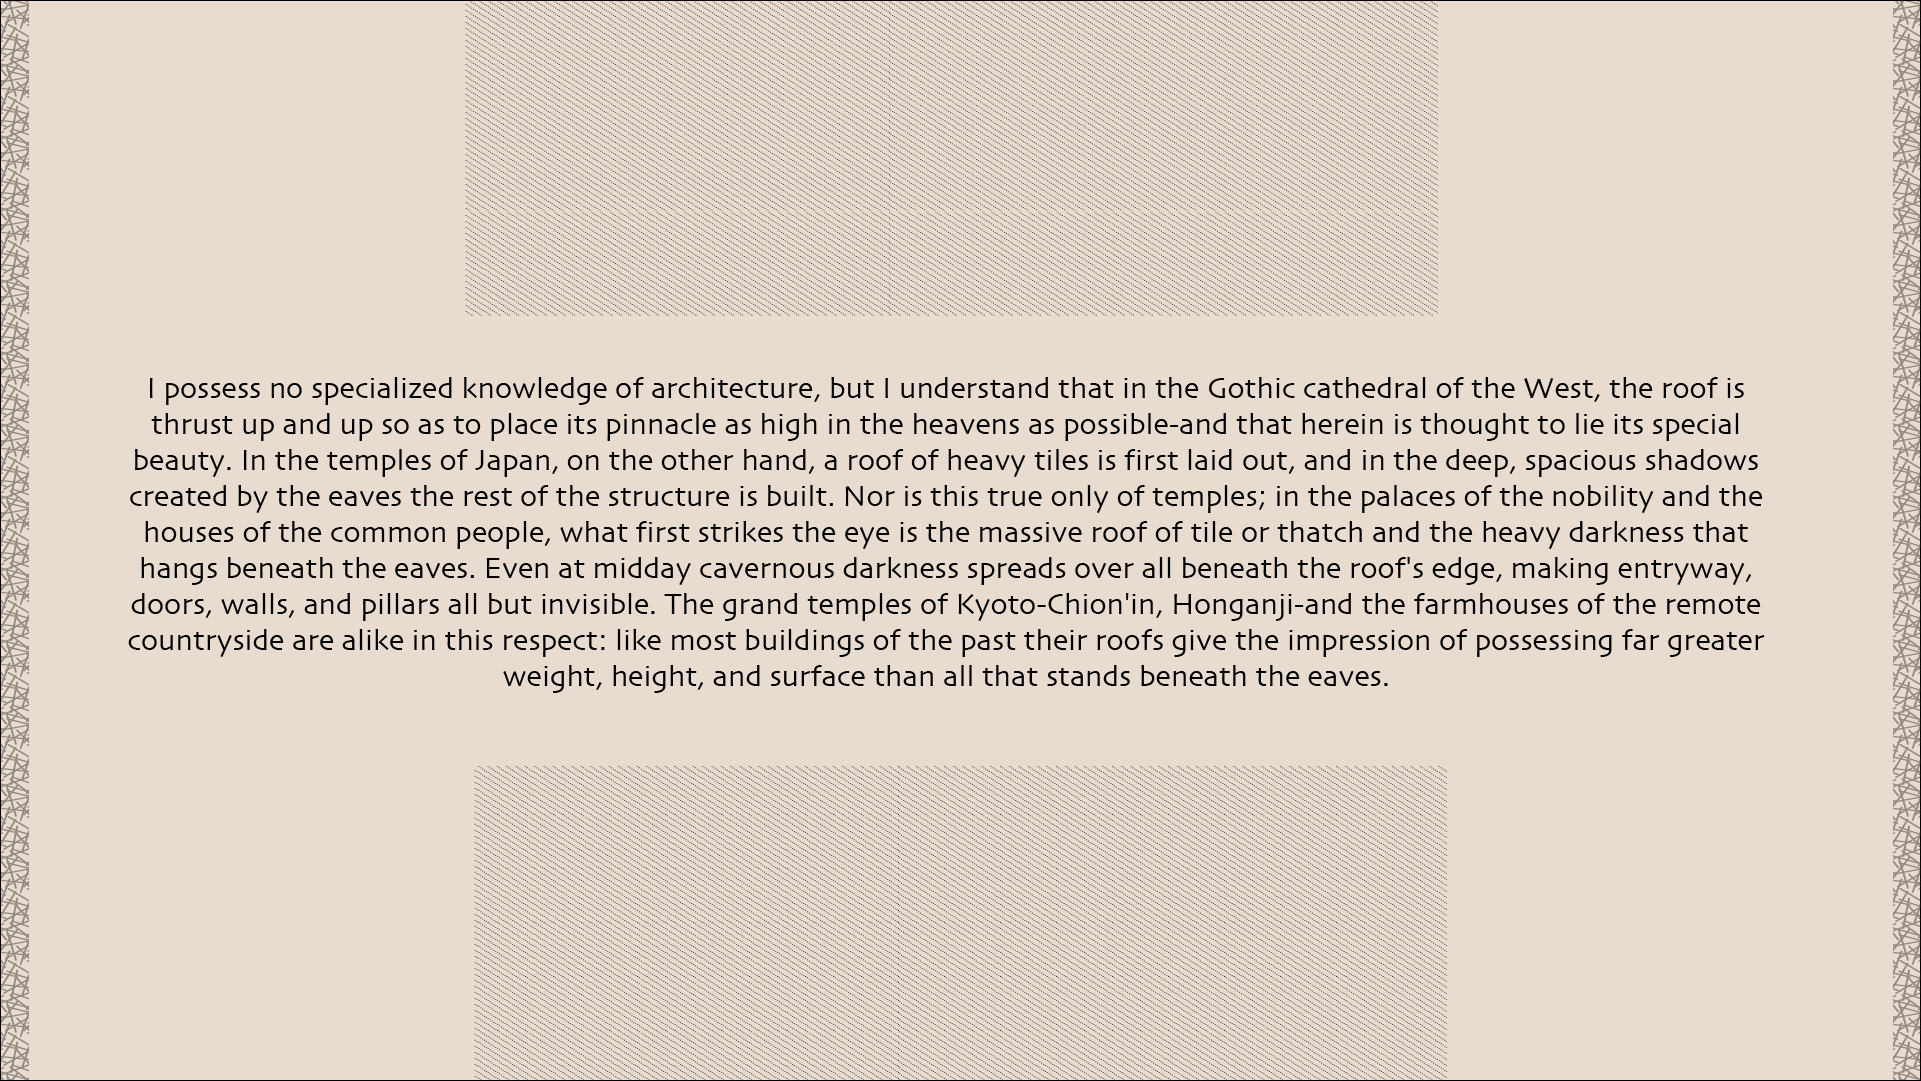 I possess no specialized knowledge of architecture, but I understand that in the Gothic cathedral of the West, the roof is
thrust up and up so as to place its pinnacle as high in the heavens as possible-and that herein is thought to lie its special
beauty. In the temples of Japan, on the other hand, a roof of heavy tiles is first laid out, and in the deep, spacious shadows
created by the eaves the rest of the structure is built. Nor is this true only of temples; in the palaces of the nobility and the
houses of the common people, what first strikes the eye is the massive roof of tile or thatch and the heavy darkness that
hangs beneath the eaves. Even at midday cavernous darkness spreads over all beneath the roof's edge, making entryway,
doors, walls, and pillars all but invisible. The grand temples of Kyoto-Chion'in, Honganji-and the farmhouses of the remote
countryside are alike in this respect: like most buildings of the past their roofs give the impression of possessing far greater
weight, height, and surface than all that stands beneath the eaves.